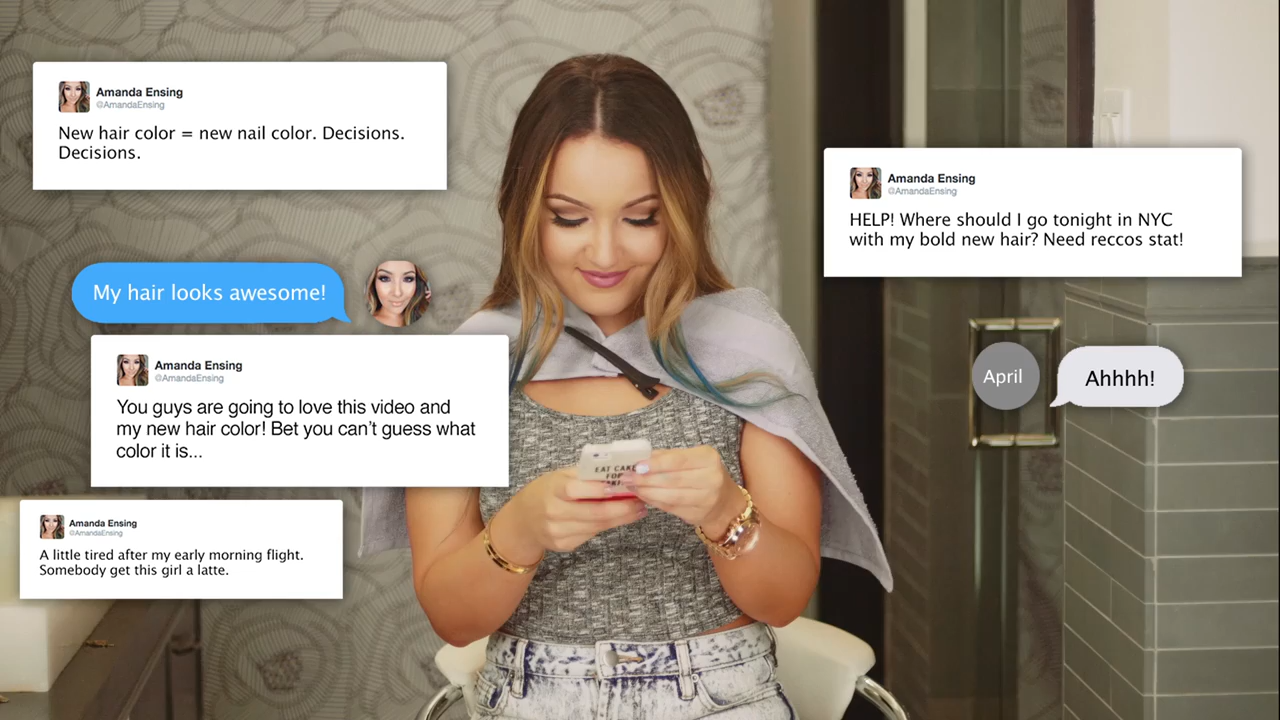 Amanda Ensing
@AmandaEnsing
New hair color = new nail color. Decisions.
Decisions.
Amanda Ensing
@AmandaEnsing
HELP! Where should I go tonight in NYC
with my bold new hair? Need reccos stat!
My hair looks awesome!
Amanda Ensing
@AmandaEnsing
You guys are going to love this video and
my new hair color! Bet you can't guess what
color it is...
April
Ahhhh!
EAT CAKE
FOR
Amanda Ensing
@AmandaEnsing
A little tired after my early morning flight.
Somebody get this girl a latte.